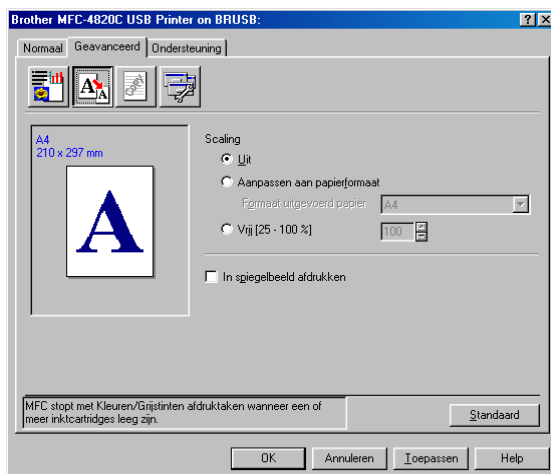 Brother MFC-4820C USB Printer on BRUSB:
Normaal Geavanceerd Ondersteuning
A A COPY
A4
210 x 297 mm
A
Scaling
Uit
Aanpassen aan papierformaat
Formaat uitgevoerd papier A4
Vrij [25 - 100 %] 100
In spiegelbeeld afdrukken
MFC stopt met Kleuren/Grijstinten afdruktaken wanneer een of
meer inktcartridges leeg zijn.
Standaard
OK Annuleren Toepassen Help